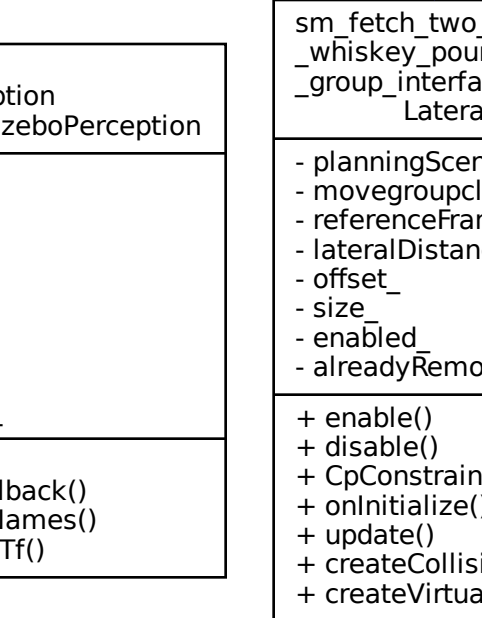 ption
zeboPerception
_
lback()
lames()
Tf()
sm_fetch_two_
_whiskey_pour
_group_interfa
Latera
- planningScen
- movegroupcl
- referenceFran
- lateralDistanc
- offset_
- size_
- enabled_
- alreadyRemo
+ enable()
+ disable()
+ CpConstrain
+ onInitialize()
+ update()
+ createCollisi
+ createVirtua